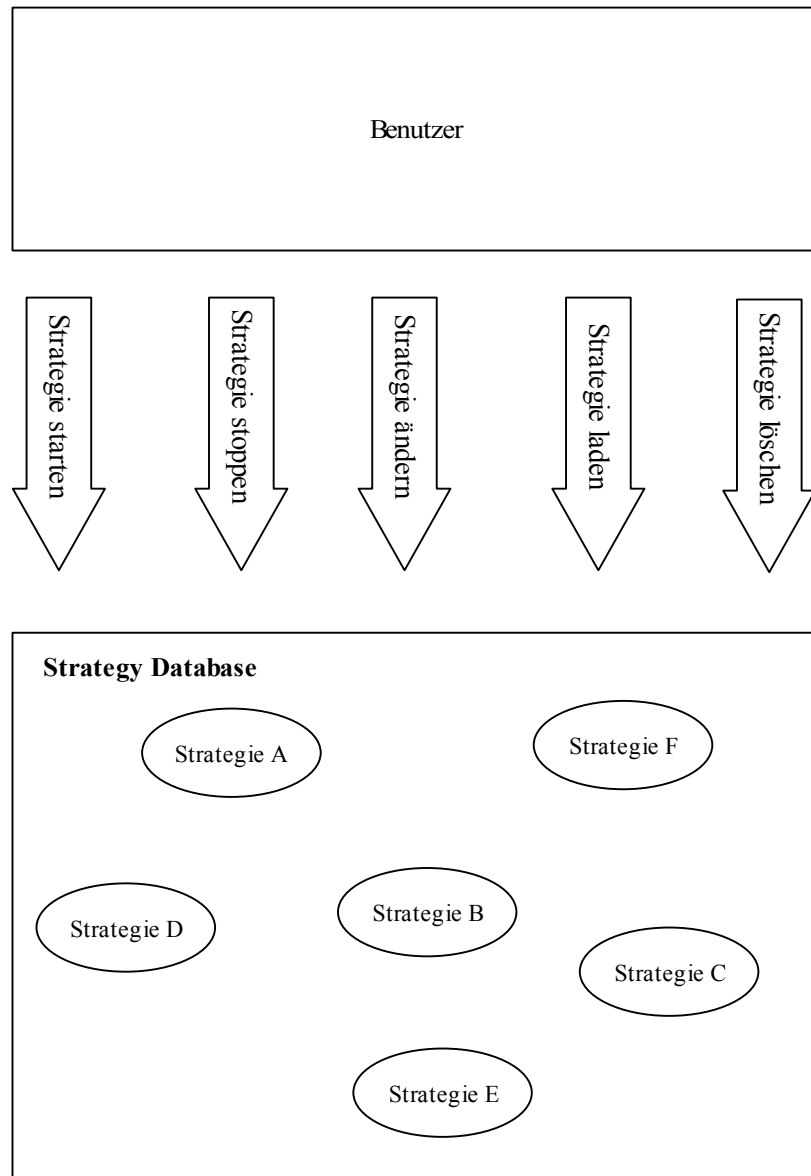 Benutzer
Strategie starten
Strategie stoppen
Strategie ändern
Strategie laden
Strategie löschen
Strategy Database
Strategie A
Strategie F
Strategie D
Strategie B
Strategie C
Strategie E